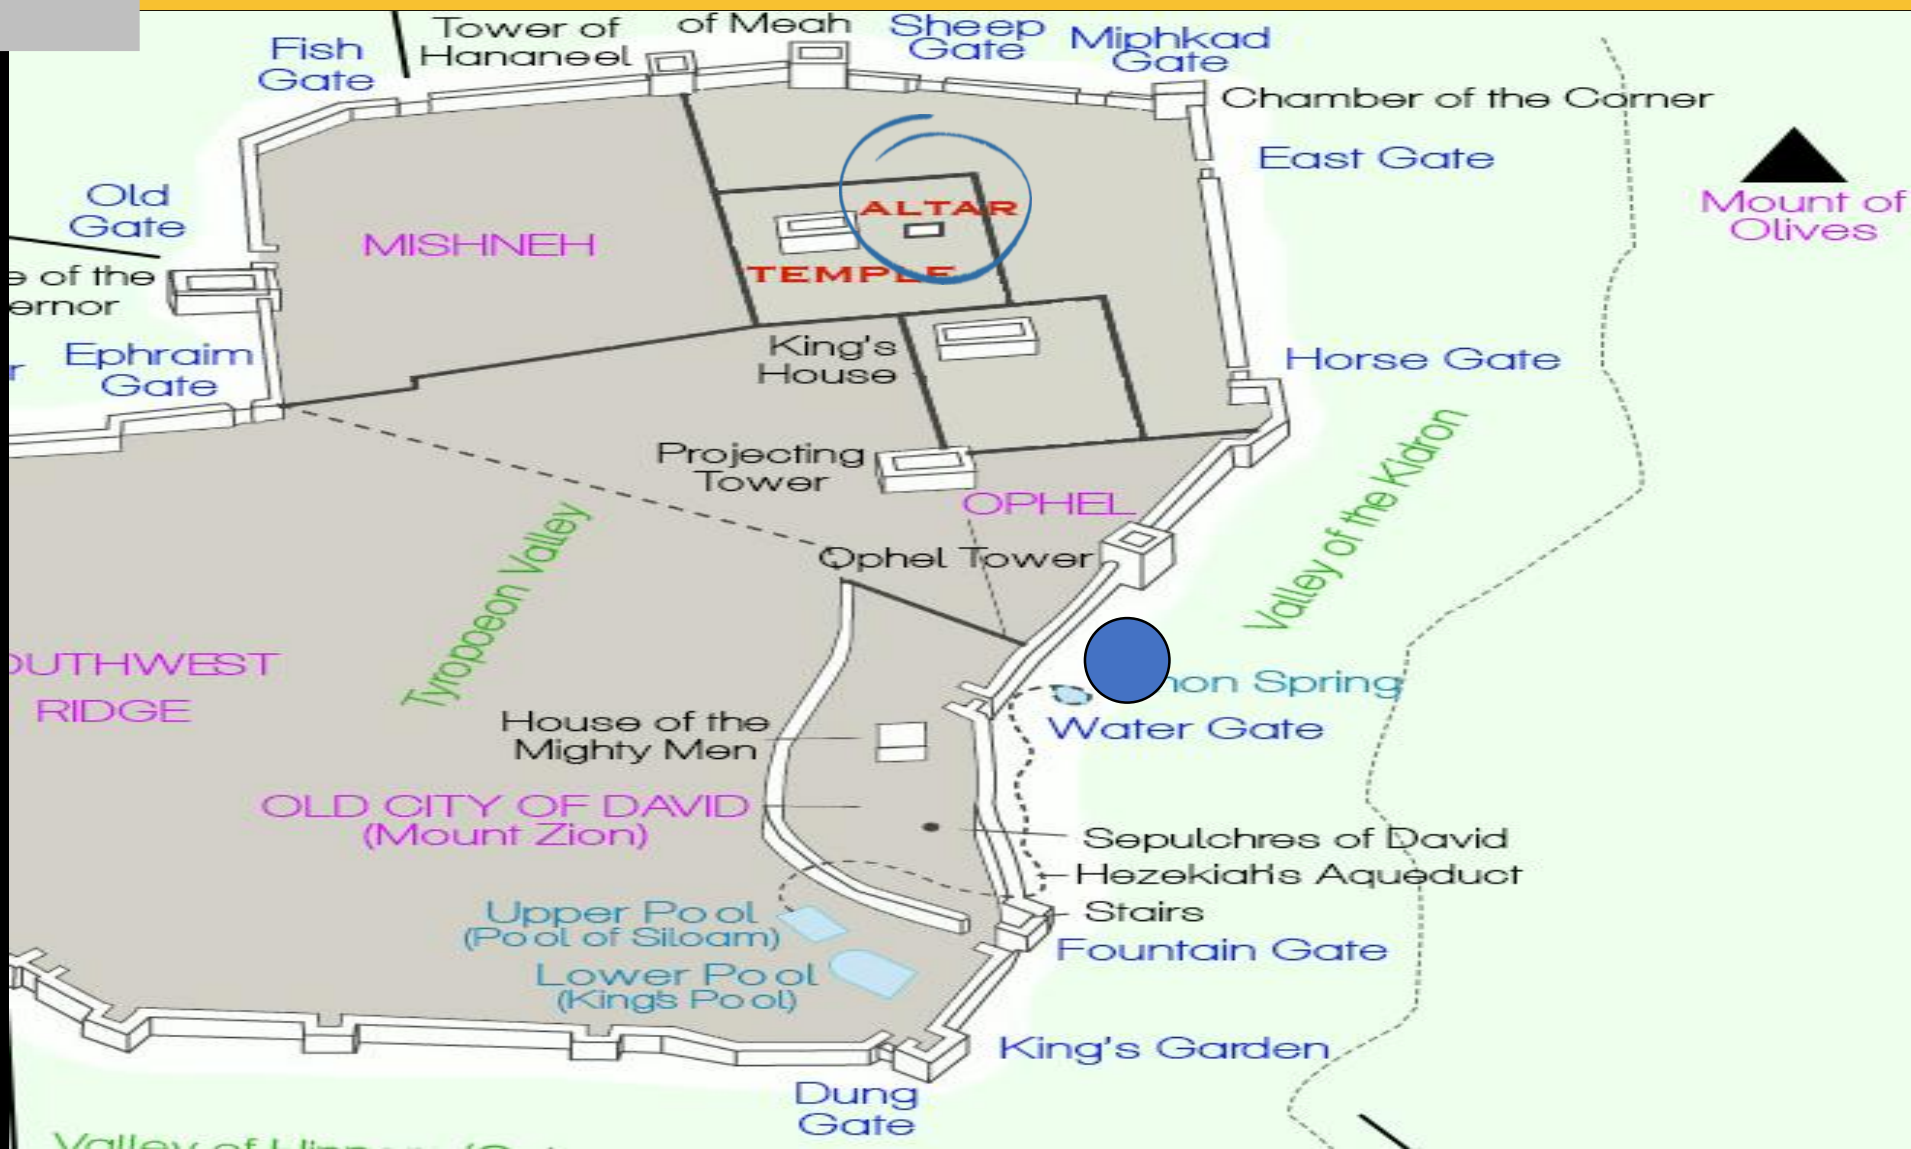 Tower of
Hananeel
of Meah
Sheep
Gate
Miphkad
Gate
Fish
Gate
Chamber of the Corner
East Gate
Old
Gate
Mount of
Olives
MISHNEH
ALTAR
TEMPLE
of the
Ephraim
Gate
King's
House
Horse Gate
Projecting
Tower
OPHEL
Valley of the Kidron
Ophel Tower
Tyropoeon Valley
RIDGE
Spring
Water Gate
House of the
Mighty Men
OLD CITY OF DAVID
(Mount Zion)
Sepulchres of David
Hezekiah's Aqueduct
Stairs
Upper Pool
(Pool of Siloam)
Fountain Gate
Lower Pool
(King's Pool)
King's Garden
Dung
Gate
Valley of